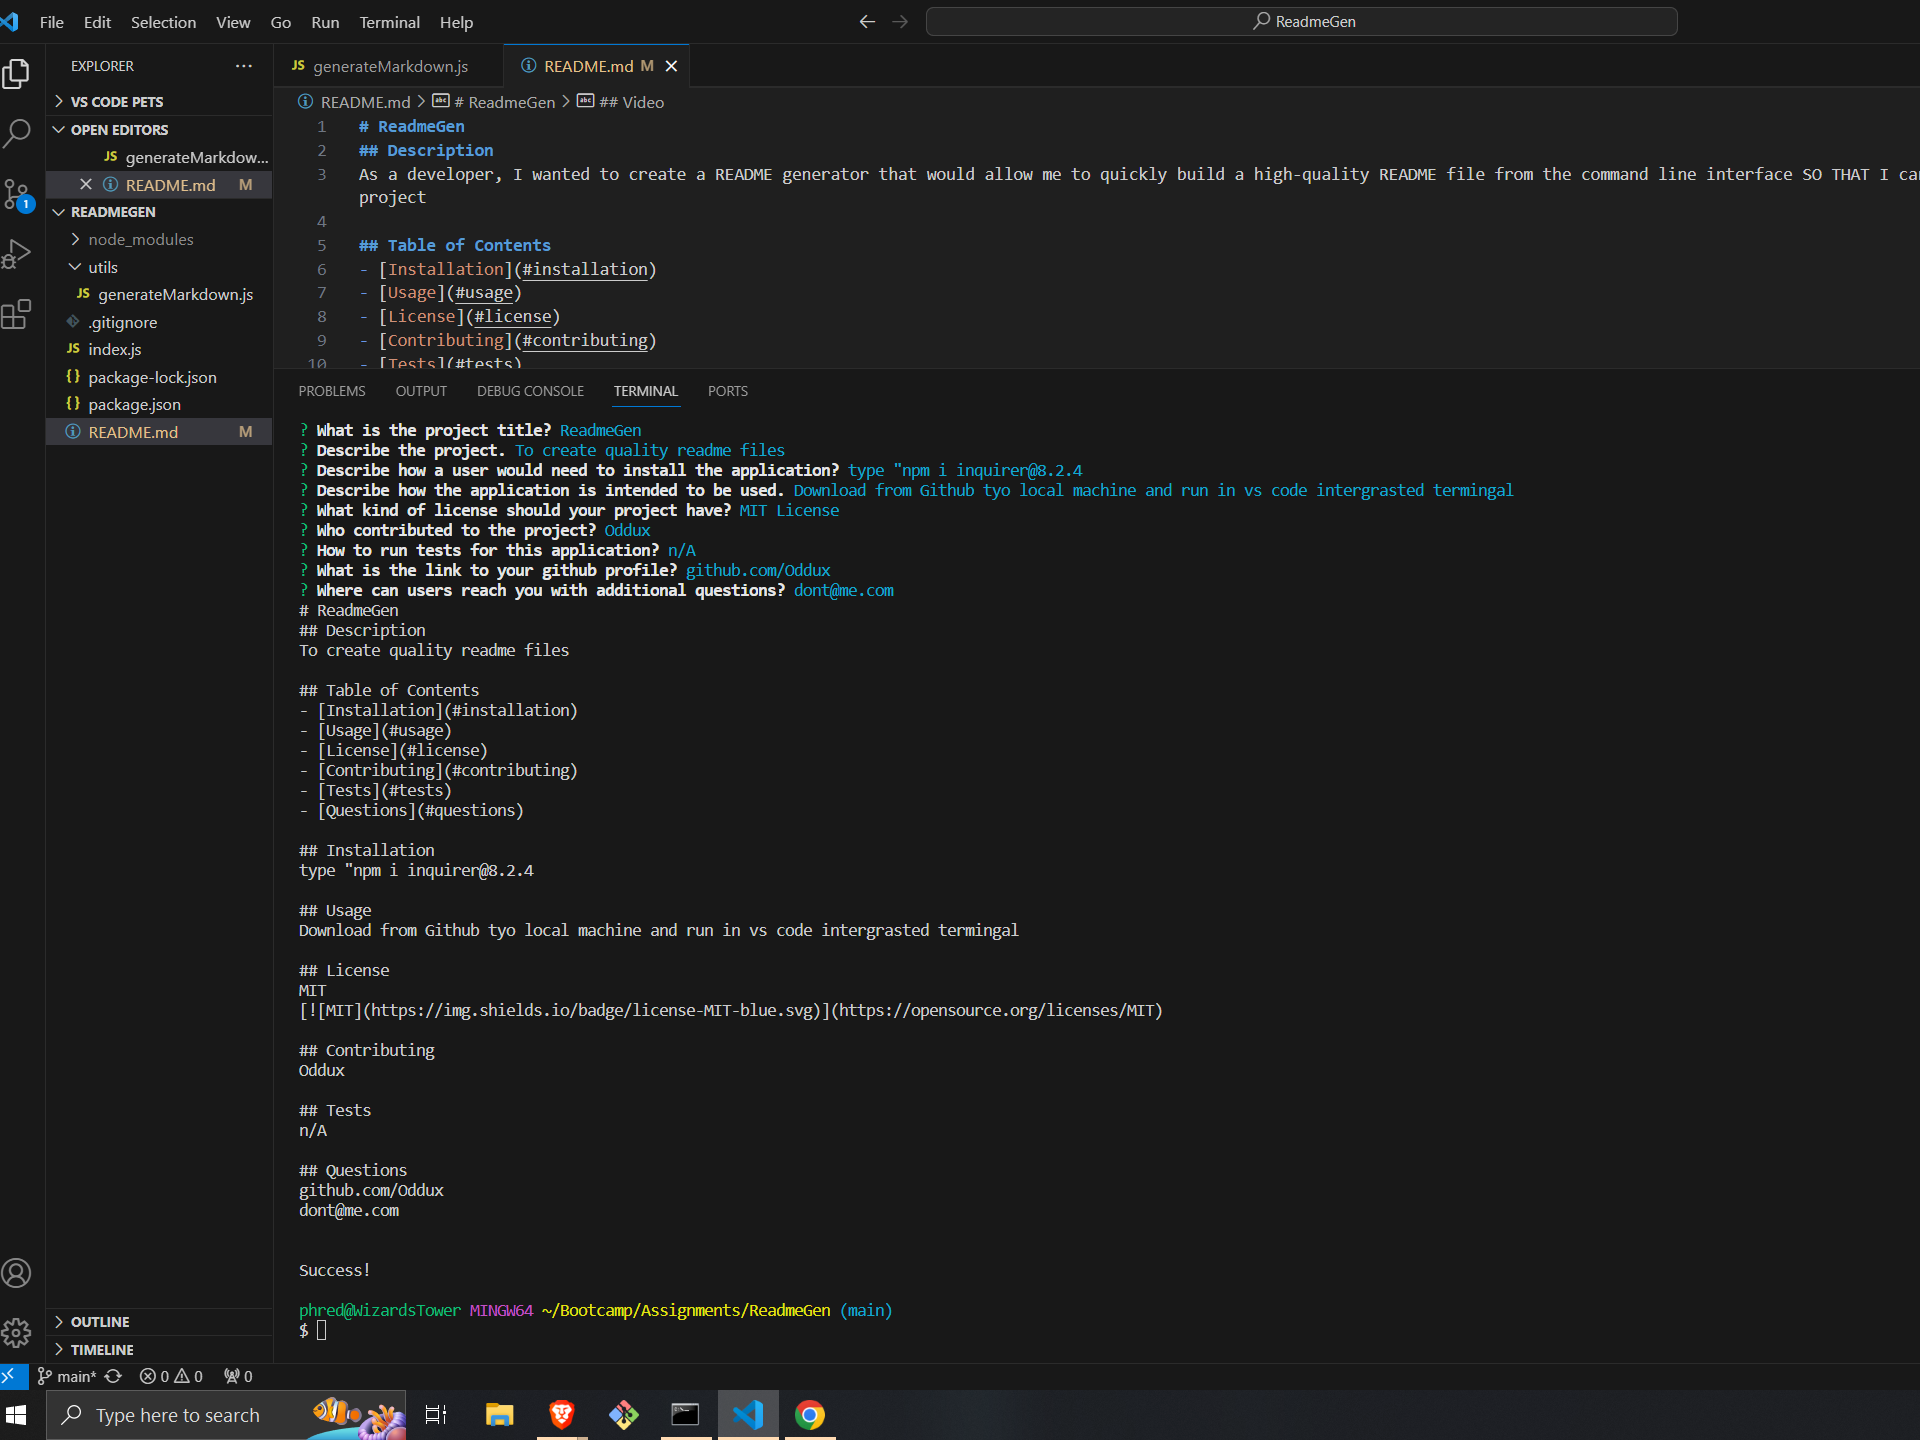 File Edit Selection View Go Run Terminal Help
ReadmeGen
EXPLORER
VS CODE PETS
OPEN EDITORS
JS generateMarkdow...
README.md M
READMEGEN
node_modules
utils
JS generateMarkdown.js
.gitignore
JS index.js
{} package-lock.json
{} package.json
README.md M
OUTLINE
TIMELINE
JS generateMarkdown.js
README.md M
README.md > # ReadmeGen > ## Video
1 # ReadmeGen
2 ## Description
3 As a developer, I wanted to create a README generator that would allow me to quickly build a high-quality README file from the command line interface SO THAT I
project
4
5 ## Table of Contents
6 - [Installation](#installation)
7 - [Usage](#usage)
8 - [License](#license)
9 - [Contributing](#contributing)
10 - [Tests](#tests)
PROBLEMS OUTPUT DEBUG CONSOLE TERMINAL PORTS
? What is the project title? ReadmeGen
? Describe the project. To create quality readme files
? Describe how a user would need to install the application? type "npm i inquirer@8.2.4
? Describe how the application is intended to be used. Download from Github tyo local machine and run in vs code intergrasted termingal
? What kind of license should your project have? MIT License
? Who contributed to the project? Oddux
? How to run tests for this application? n/A
? What is the link to your github profile? github.com/Oddux
? Where can users reach you with additional questions? dont@me.com
# ReadmeGen
## Description
To create quality readme files
## Table of Contents
- [Installation](#installation)
- [Usage](#usage)
- [License](#license)
- [Contributing](#contributing)
- [Tests](#tests)
- [Questions](#questions)
## Installation
type "npm i inquirer@8.2.4
## Usage
Download from Github tyo local machine and run in vs code intergrasted termingal
## License
MIT
[![MIT](https://img.shields.io/badge/license-MIT-blue.svg)](https://opensource.org/licenses/MIT)
## Contributing
Oddux
## Tests
n/A
## Questions
github.com/Oddux
dont@me.com
Success!
phred@WizardsTower MINGW64 ~/Bootcamp/Assignments/ReadmeGen (main)
$
1
main* 0 0 0
Type here to search